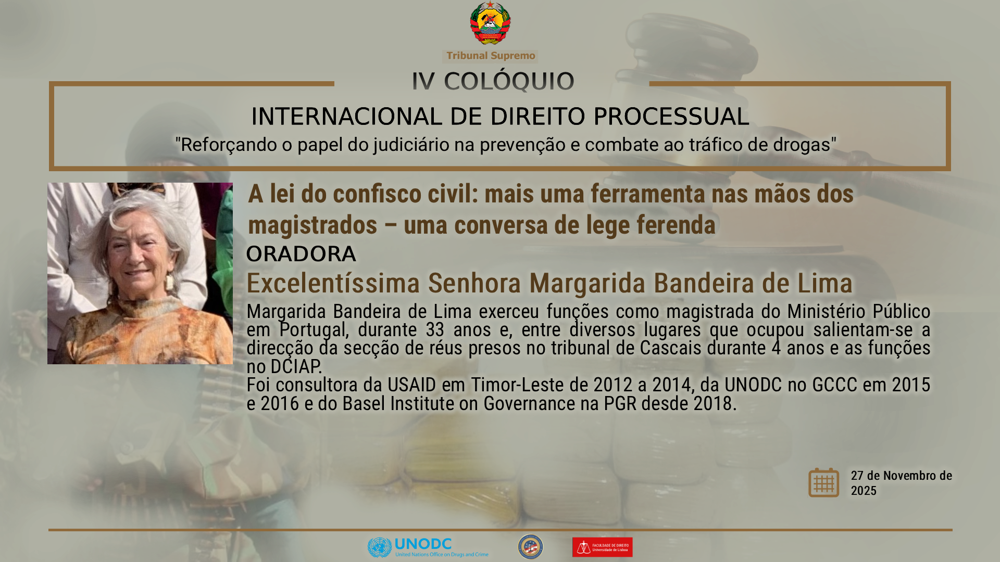 Tribunal Supremo
IV COLÓQUIO
INTERNACIONAL DE DIREITO PROCESSUAL
"Reforçando o papel do judiciário na prevenção e combate ao tráfico de drogas"
A lei do confisco civil: mais uma ferramenta nas mãos dos
magistrados – uma conversa de lege ferenda
ORADORA
Excelentíssima Senhora Margarida Bandeira de Lima
Margarida Bandeira de Lima exerceu funções como magistrada do Ministério Público
em Portugal, durante 33 anos e, entre diversos lugares que ocupou salientam-se a
direcção da secção de réus presos no tribunal de Cascais durante 4 anos e as funções
no DCIAP.
Foi consultora da USAID em Timor-Leste de 2012 a 2014, da UNODC no GCCC em 2015
e 2016 e do Basel Institute on Governance na PGR desde 2018.
27 de Novembro de
2025
UNODC
United Nations Office on Drugs and Crime
FACULDADE DE DIREITO
Universidade de Lisboa